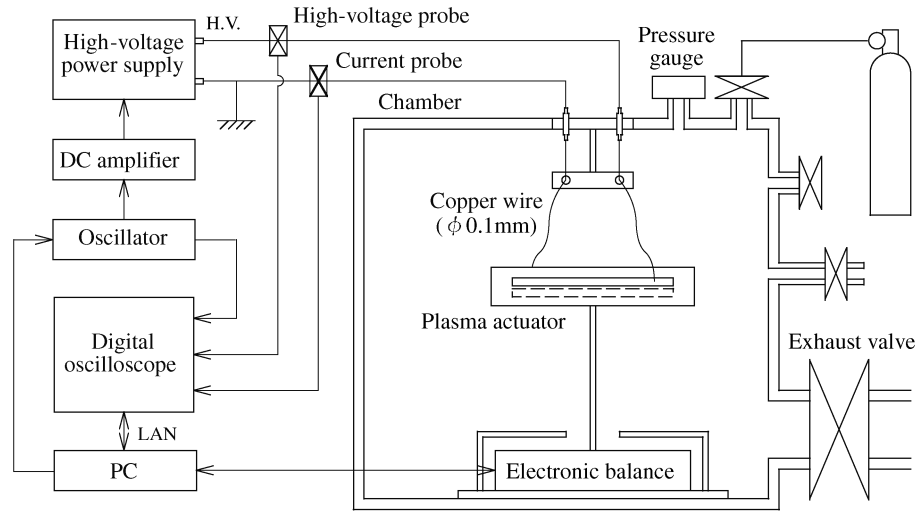 H.V.
High-voltage probe
High-voltage
power supply
Current probe
Pressure
gauge
Chamber
DC amplifier
Copper wire
(ϕ 0.1mm)
Oscillator
Plasma actuator
Digital
oscilloscope
Exhaust valve
LAN
PC
Electronic balance